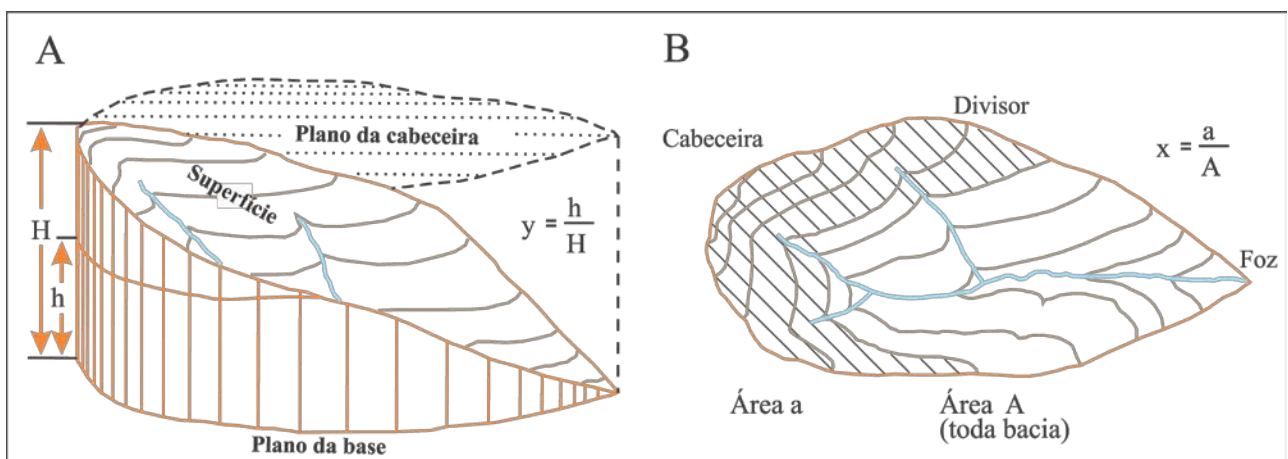 A
Plano da cabeceira
Superfície
H
h
y = h/H
Plano da base
B
Cabeceira
Divisor
x = a/A
Foz
Área a
Área A
(toda bacia)